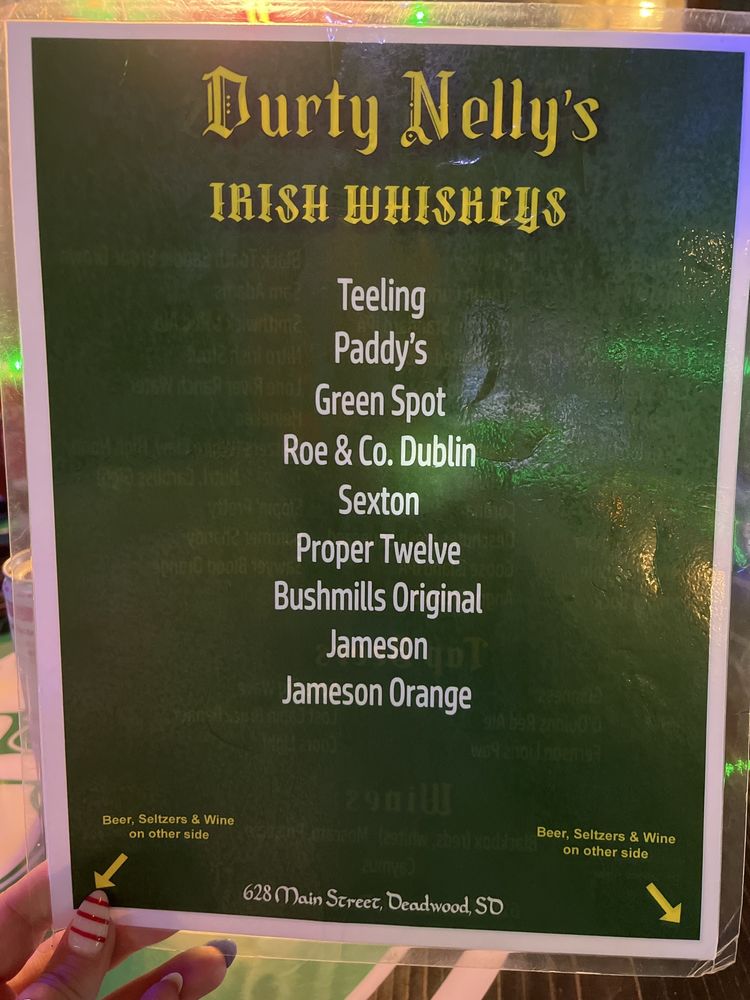 Durty Nelly's
IRISH WHISKEYS
Teeling
Paddy's
Green Spot
Roe & Co. Dublin
Sexton
Proper Twelve
Bushmills Original
Jameson
Jameson Orange
Beer, Seltzers & Wine
on other side
Beer, Seltzers & Wine
on other side
628 Main Street, Deadwood, SD